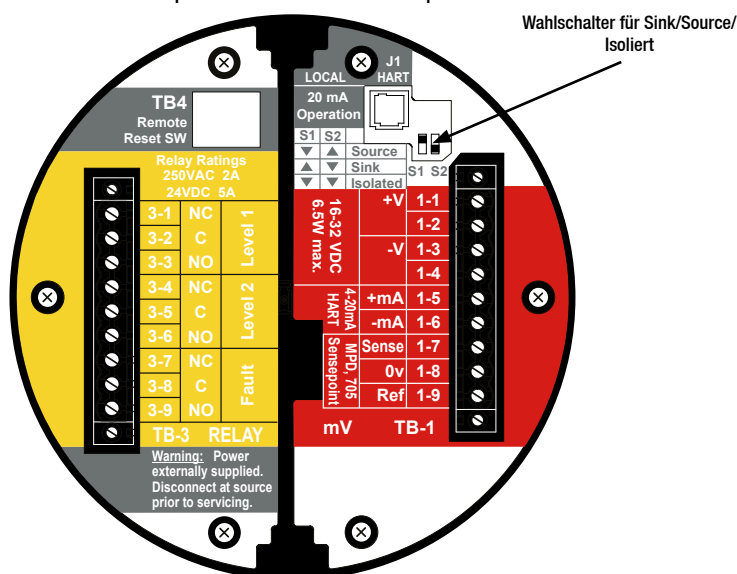 Wahlschalter für Sink/Source/
Isoliert
J1
LOCAL HART
20 mA
Operation
S1 S2
Source
Sink
Isolated
S1 S2
TB4
Remote
Reset SW
Relay Ratings
250VAC 2A
24VDC 5A
3-1 NC
3-2 C
3-3 NO
Level 1
3-4 NC
3-5 C
3-6 NO
Level 2
3-7 NC
3-8 C
3-9 NO
Fault
TB-3 RELAY
Warning: Power
externally supplied.
Disconnect at source
prior to servicing.
16-32 VDC
6.5W max.
+V 1-1
1-2
-V 1-3
1-4
4-20mA
HART
+mA 1-5
-mA 1-6
MPD, 705
Sensepoint
Sense 1-7
0v 1-8
Ref 1-9
mV TB-1